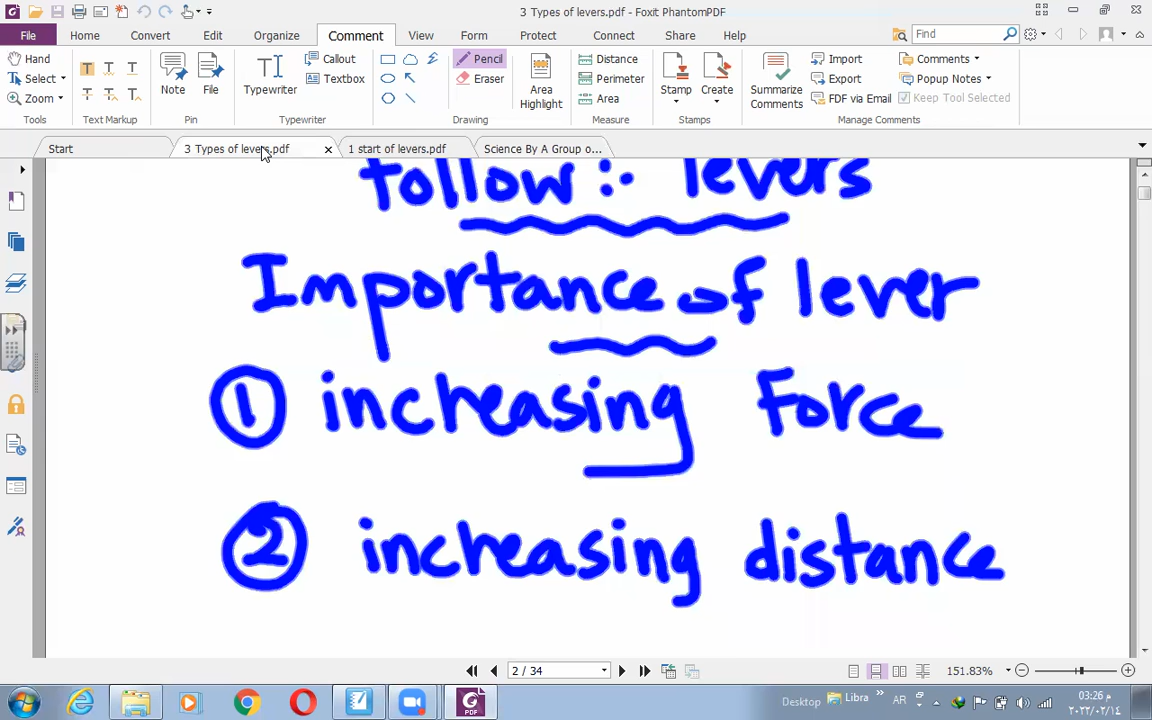 3 Types of levers.pdf - Foxit PhantomPDF
File Home Convert Edit Organize Comment View Form Protect Connect Share Help Find
Hand Select Zoom Tools
T T T T T T Text Markup
Note File Pin
Typewriter Callout Textbox Typewriter
Pencil Eraser Area Highlight Drawing
Distance Perimeter Area Measure
Stamp Create Stamps
Summarize Comments Import Export FDF via Email Comments Popup Notes Keep Tool Selected Manage Comments
Start 3 Types of levers.pdf 1 start of levers.pdf Science By A Group o...
follow :- levers
Importance of lever
1 increasing Force
2 increasing distance
2 / 34 151.83%
Desktop Libra AR م 03:26
٢٠٢٢/٠٢/١٤